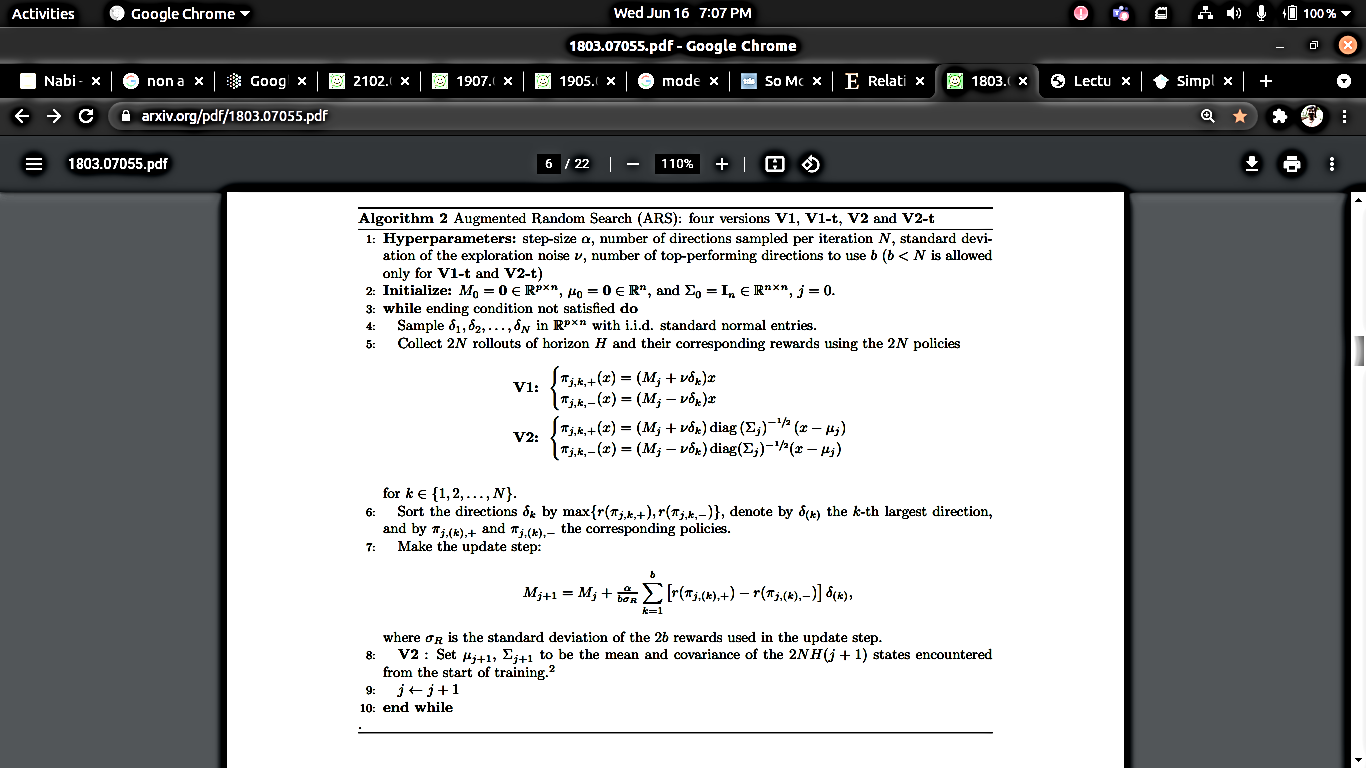 Activities Google Chrome Wed Jun 16 7:07 PM 100 %
1803.07055.pdf - Google Chrome
Nabi - non a Goog 2102. 1907. 1905. mode So Mc Relati 1803. Lectu Simpl
arxiv.org/pdf/1803.07055.pdf
1803.07055.pdf 6 / 22 110%
Algorithm 2 Augmented Random Search (ARS): four versions V1, V1-t, V2 and V2-t
1: Hyperparameters: step-size α, number of directions sampled per iteration N, standard devi-
ation of the exploration noise ν, number of top-performing directions to use b (b < N is allowed
only for V1-t and V2-t)
2: Initialize: M₀ = 0 ∈ ℝᵖˣⁿ, μ₀ = 0 ∈ ℝⁿ, and Σ₀ = Iₙ ∈ ℝⁿˣⁿ, j = 0.
3: while ending condition not satisfied do
4: Sample δ₁, δ₂, . . . , δ_N in ℝᵖˣⁿ with i.i.d. standard normal entries.
5: Collect 2N rollouts of horizon H and their corresponding rewards using the 2N policies
V1: { π_{j,k,+}(x) = (M_j + νδ_k)x
π_{j,k,−}(x) = (M_j − νδ_k)x
V2: { π_{j,k,+}(x) = (M_j + νδ_k) diag (Σ_j)^{−1/2} (x − μ_j)
π_{j,k,−}(x) = (M_j − νδ_k) diag(Σ_j)^{−1/2}(x − μ_j)
for k ∈ {1, 2, . . . , N}.
6: Sort the directions δ_k by max{r(π_{j,k,+}), r(π_{j,k,−})}, denote by δ_{(k)} the k-th largest direction,
and by π_{j,(k),+} and π_{j,(k),−} the corresponding policies.
7: Make the update step:
M_{j+1} = M_j + α/(bσ_R) ∑_{k=1}^{b} [r(π_{j,(k),+}) − r(π_{j,(k),−})] δ_{(k)},
where σ_R is the standard deviation of the 2b rewards used in the update step.
8: V2 : Set μ_{j+1}, Σ_{j+1} to be the mean and covariance of the 2NH(j + 1) states encountered
from the start of training.²
9: j ← j + 1
10: end while
.